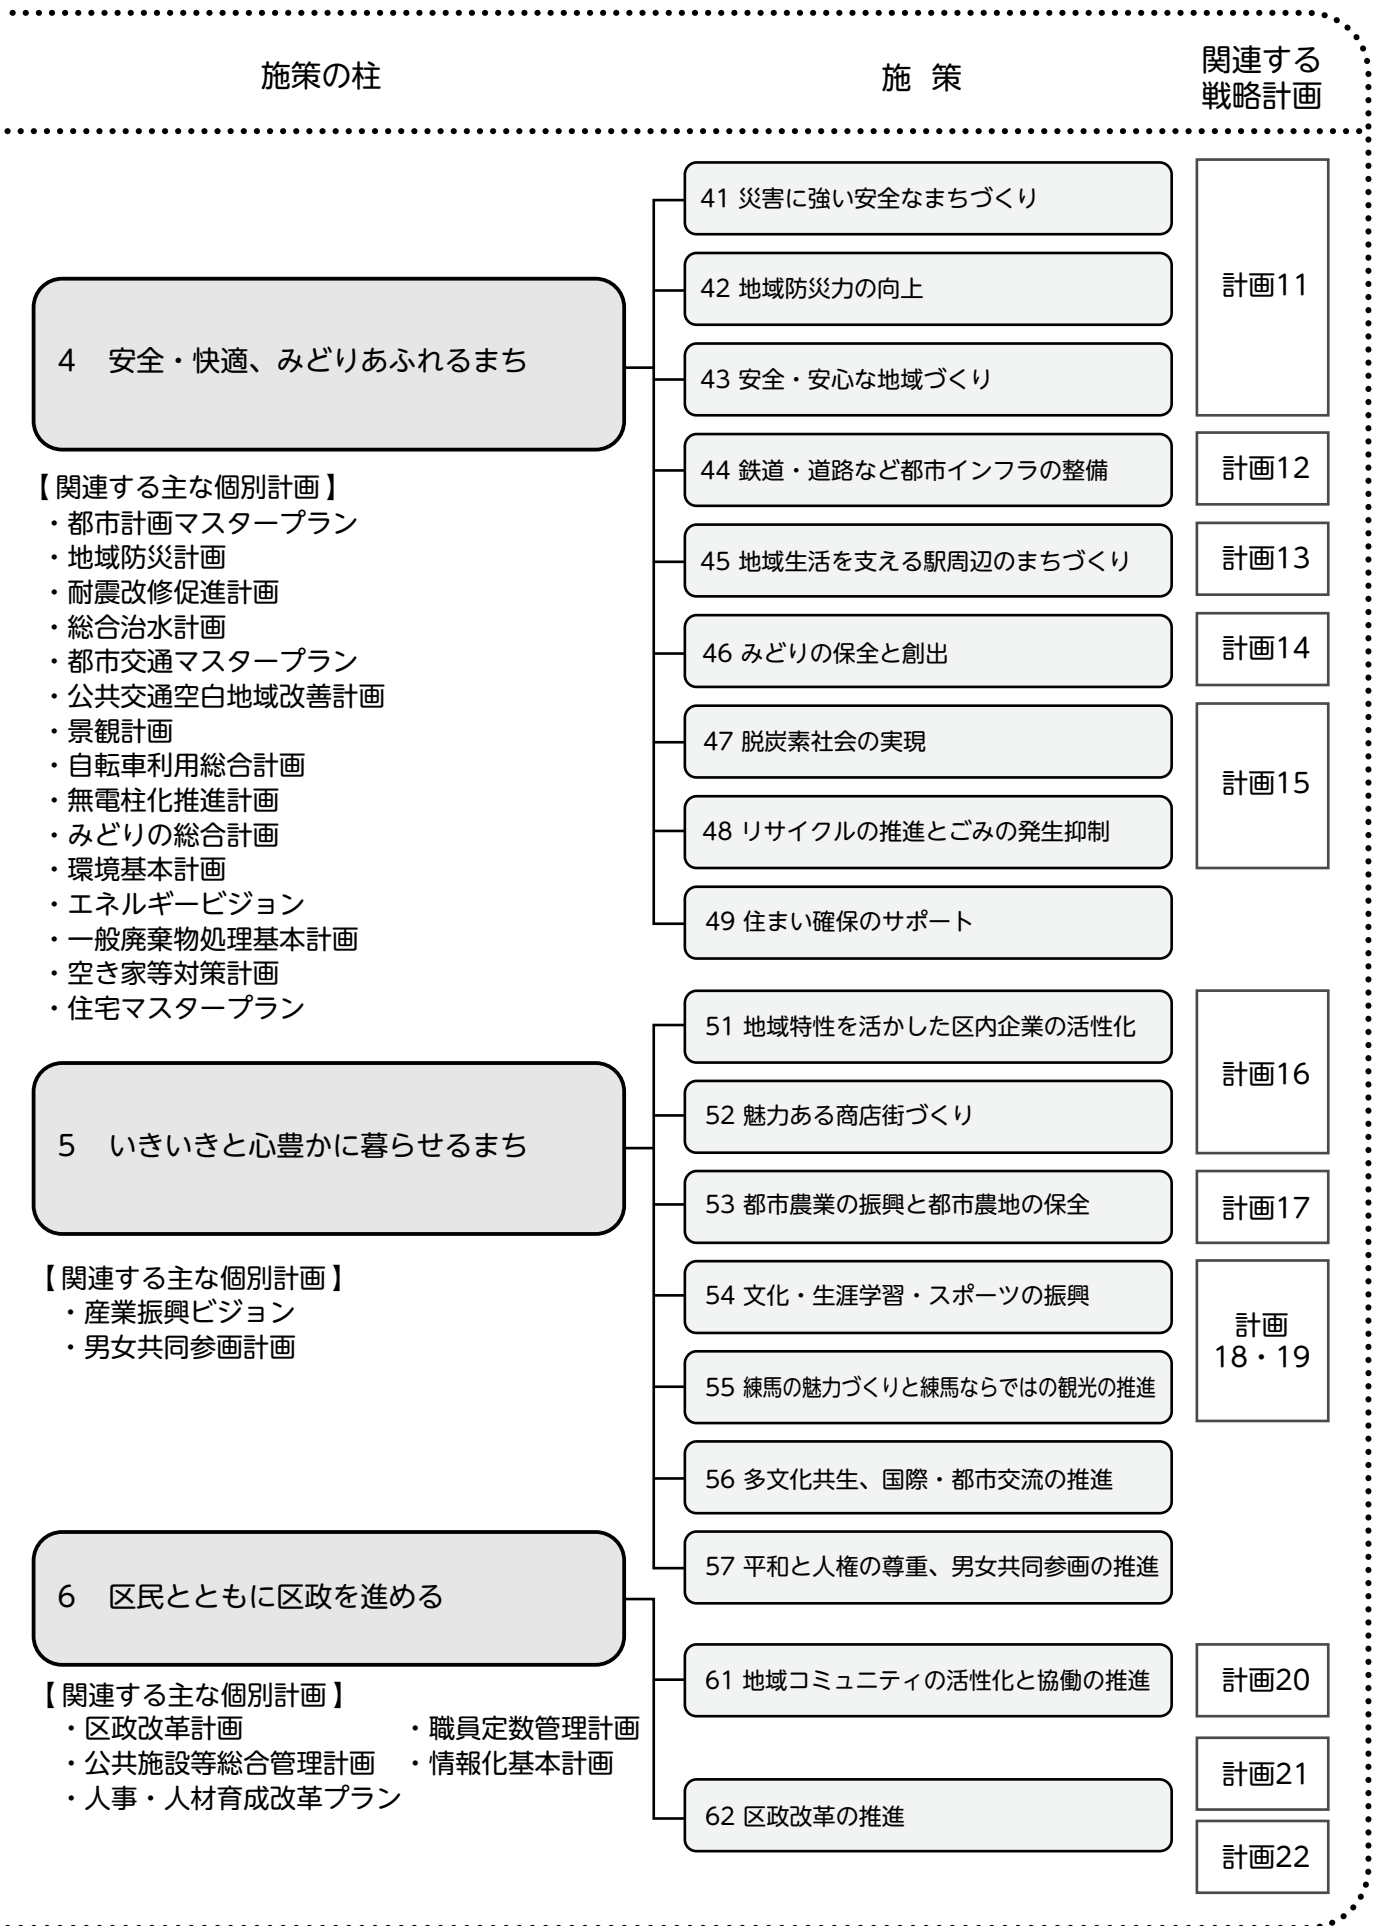 施策の柱
施 策
関連する
戦略計画
4 安全・快適、みどりあふれるまち
【関連する主な個別計画】
・都市計画マスタープラン
・地域防災計画
・耐震改修促進計画
・総合治水計画
・都市交通マスタープラン
・公共交通空白地域改善計画
・景観計画
・自転車利用総合計画
・無電柱化推進計画
・みどりの総合計画
・環境基本計画
・エネルギービジョン
・一般廃棄物処理基本計画
・空き家等対策計画
・住宅マスタープラン
41 災害に強い安全なまちづくり
42 地域防災力の向上
43 安全・安心な地域づくり
44 鉄道・道路など都市インフラの整備
45 地域生活を支える駅周辺のまちづくり
46 みどりの保全と創出
47 脱炭素社会の実現
48 リサイクルの推進とごみの発生抑制
49 住まい確保のサポート
計画11
計画12
計画13
計画14
計画15
5 いきいきと心豊かに暮らせるまち
【関連する主な個別計画】
・産業振興ビジョン
・男女共同参画計画
51 地域特性を活かした区内企業の活性化
52 魅力ある商店街づくり
53 都市農業の振興と都市農地の保全
54 文化・生涯学習・スポーツの振興
55 練馬の魅力づくりと練馬ならではの観光の推進
56 多文化共生、国際・都市交流の推進
57 平和と人権の尊重、男女共同参画の推進
計画16
計画17
計画
18・19
6 区民とともに区政を進める
【関連する主な個別計画】
・区政改革計画 ・職員定数管理計画
・公共施設等総合管理計画 ・情報化基本計画
・人事・人材育成改革プラン
61 地域コミュニティの活性化と協働の推進
62 区政改革の推進
計画20
計画21
計画22